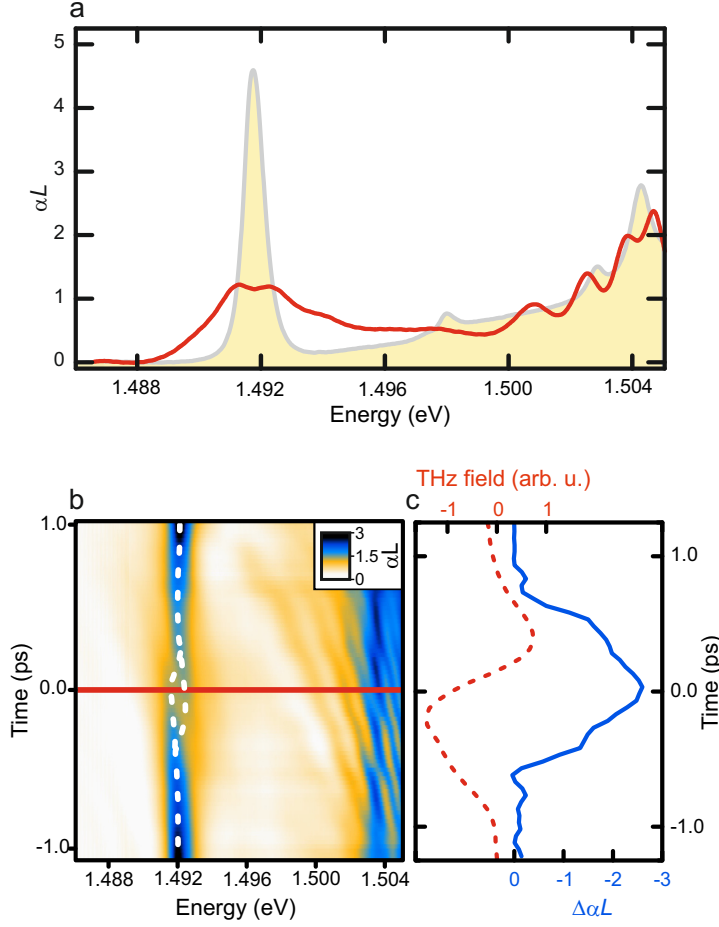 a
5
4
3
2
1
0
αL
1.488 1.492 1.496 1.500 1.504
Energy (eV)
b
1.0
0.0
-1.0
Time (ps)
3
1.5
0
αL
1.488 1.492 1.496 1.500 1.504
Energy (eV)
THz field (arb. u.)
c
-1 0 1
1.0
0.0
-1.0
Time (ps)
0 -1 -2 -3
ΔαL